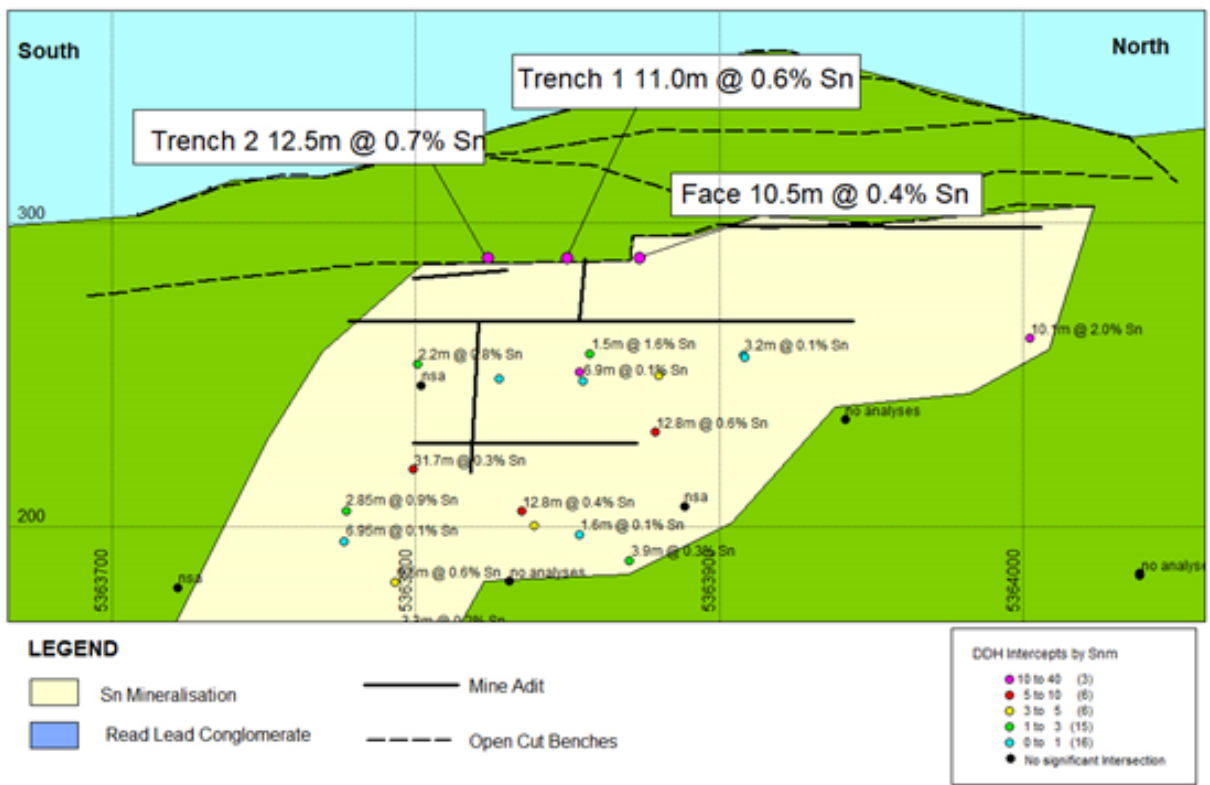 South
North
Trench 1 11.0m @ 0.6% Sn
Trench 2 12.5m @ 0.7% Sn
Face 10.5m @ 0.4% Sn
300
10.1m @ 2.0% Sn
1.5m @ 1.6% Sn
3.2m @ 0.1% Sn
2.2m @ 0.8% Sn
nsa
6.9m @ 0.1% Sn
no analyses
12.8m @ 0.6% Sn
31.7m @ 0.3% Sn
2.85m @ 0.9% Sn
12.8m @ 0.4% Sn
nsa
200
6.95m @ 0.1% Sn
1.6m @ 0.1% Sn
3.9m @ 0.3% Sn
nsa
m @ 0.6% Sn
no analyses
no analyse
5363700
5363900
5364000
LEGEND
Sn Mineralisation
Mine Adit
Read Lead Conglomerate
Open Cut Benches
DDH Intercepts by Snm
10 to 40 (3)
5 to 10 (6)
3 to 5 (6)
1 to 3 (15)
0 to 1 (16)
No significant Intersection